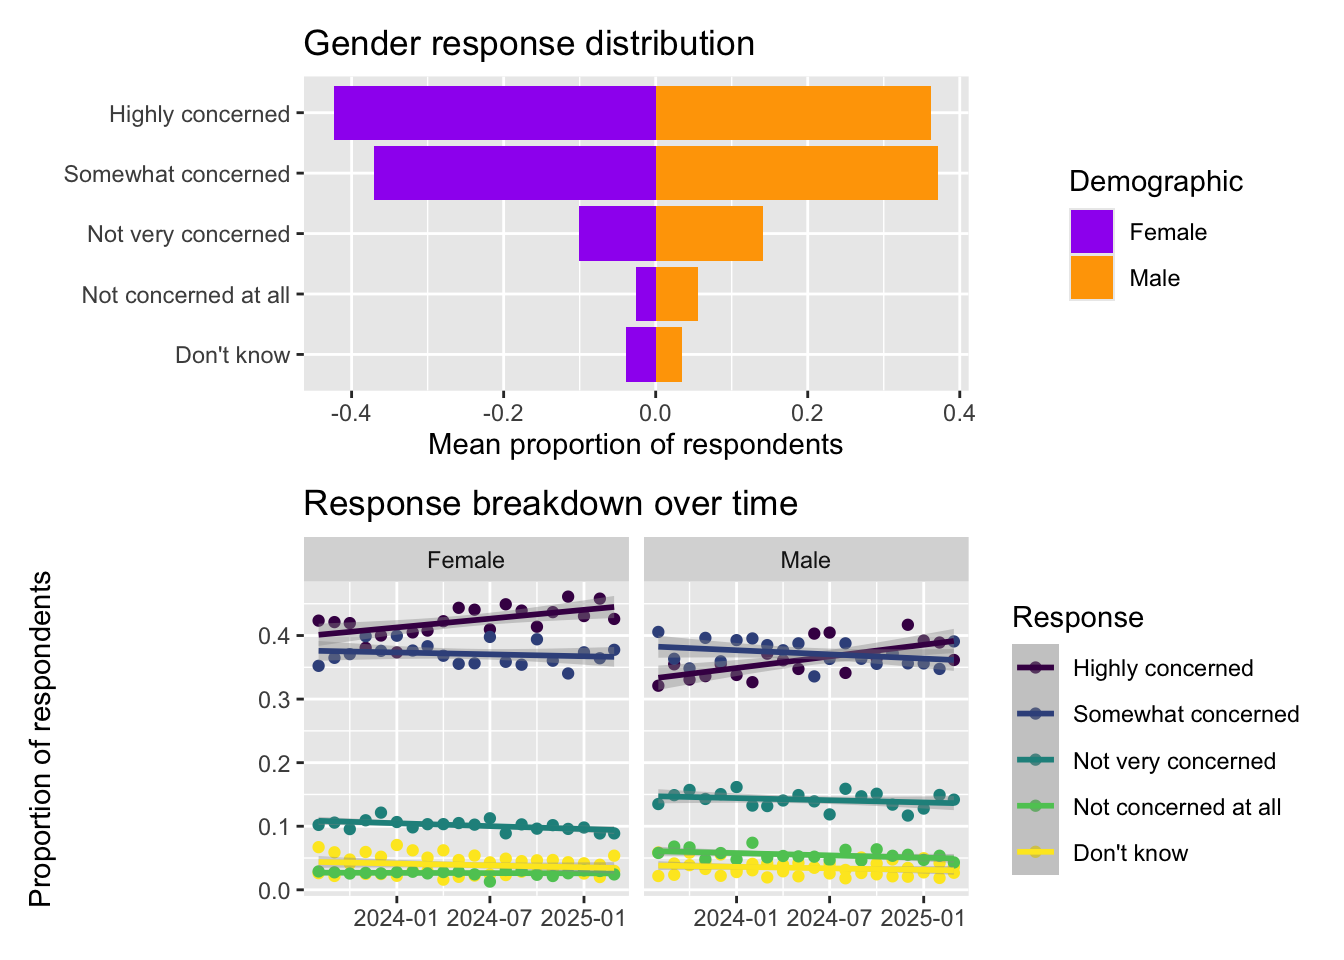 Gender response distribution
Highly concerned
Somewhat concerned
Not very concerned
Not concerned at all
Don't know
-0.4
-0.2
0.0
0.2
0.4
Mean proportion of respondents
Demographic
Female
Male
Response breakdown over time
Female
Male
Proportion of respondents
0.4
0.3
0.2
0.1
0.0
2024-01
2024-07
2025-01
2024-01
2024-07
2025-01
Response
Highly concerned
Somewhat concerned
Not very concerned
Not concerned at all
Don't know